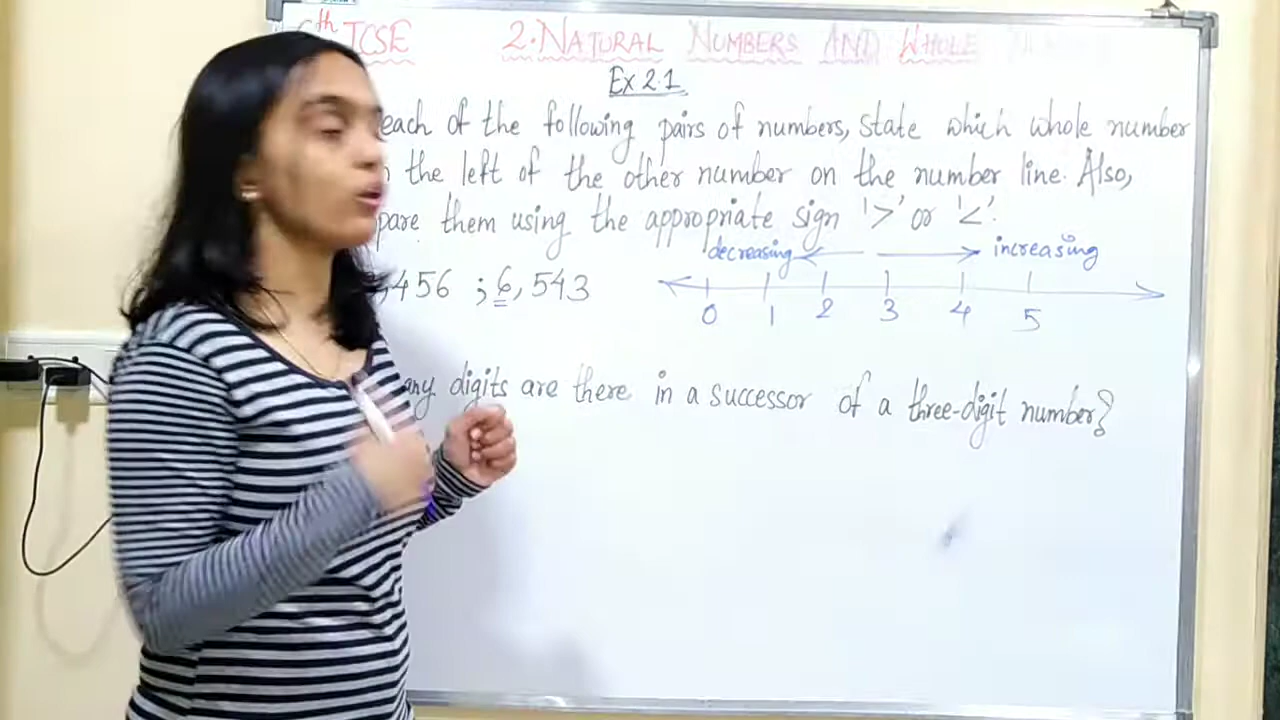 6th ICSE 2. NATURAL NUMBERS AND WHOLE
Ex 2.1
each of the following pairs of numbers, state which whole number
the left of the other number on the number line. Also,
pare them using the appropriate sign '>' or '<'.
decreasing increasing
,456 ; 6,543
0 1 2 3 4 5
any digits are there in a successor of a three-digit number?